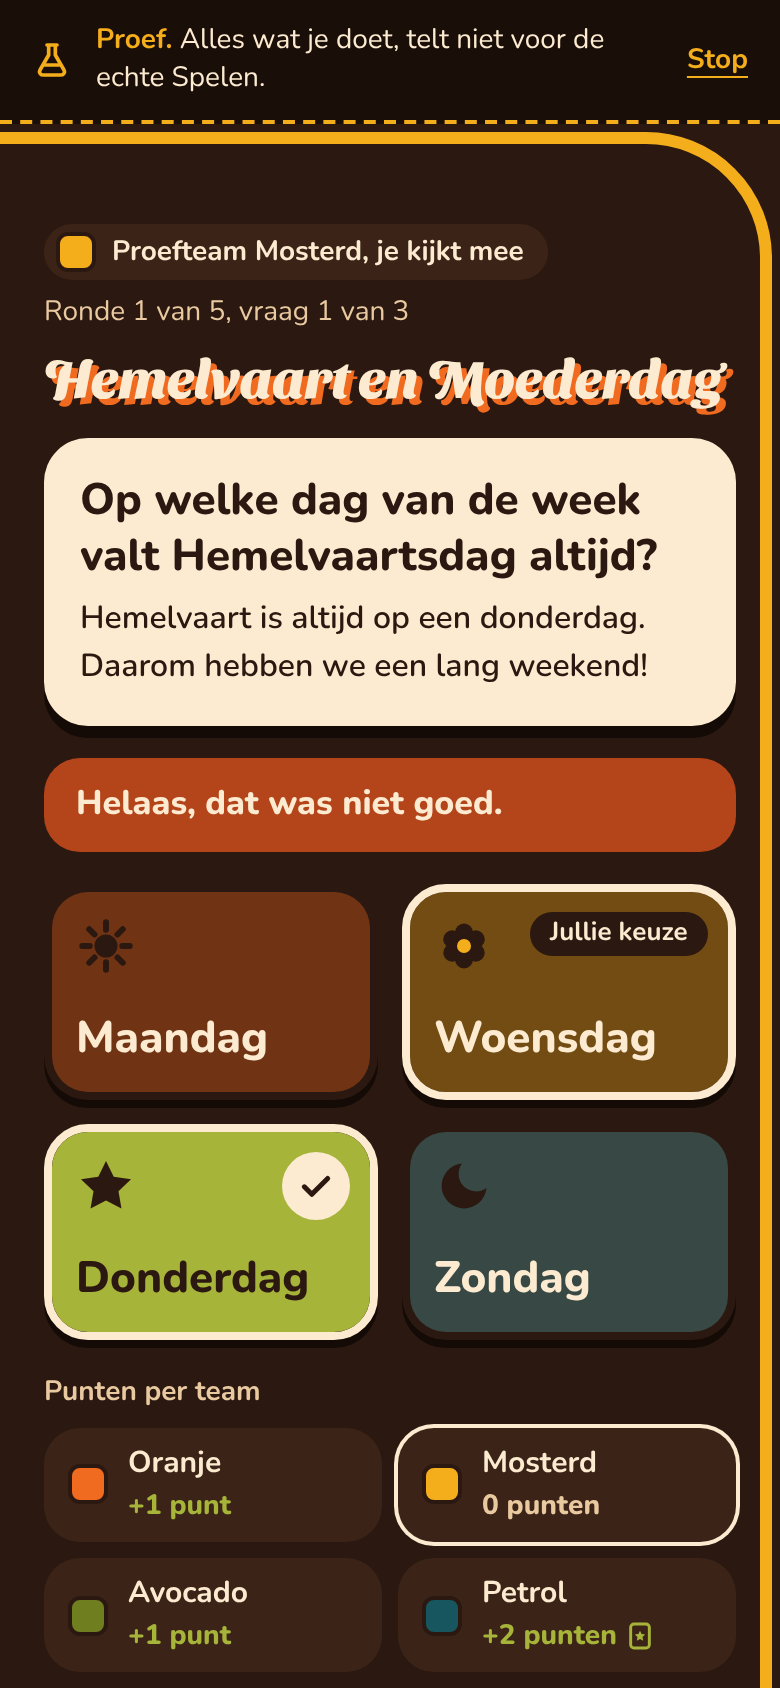 Proef. Alles wat je doet, telt niet voor de
echte Spelen.
Stop
Proefteam Mosterd, je kijkt mee
Ronde 1 van 5, vraag 1 van 3
Hemelvaart en Moederdag
Op welke dag van de week
valt Hemelvaartsdag altijd?
Hemelvaart is altijd op een donderdag.
Daarom hebben we een lang weekend!
Helaas, dat was niet goed.
Maandag
Jullie keuze
Woensdag
Donderdag
Zondag
Punten per team
Oranje
+1 punt
Mosterd
0 punten
Avocado
+1 punt
Petrol
+2 punten